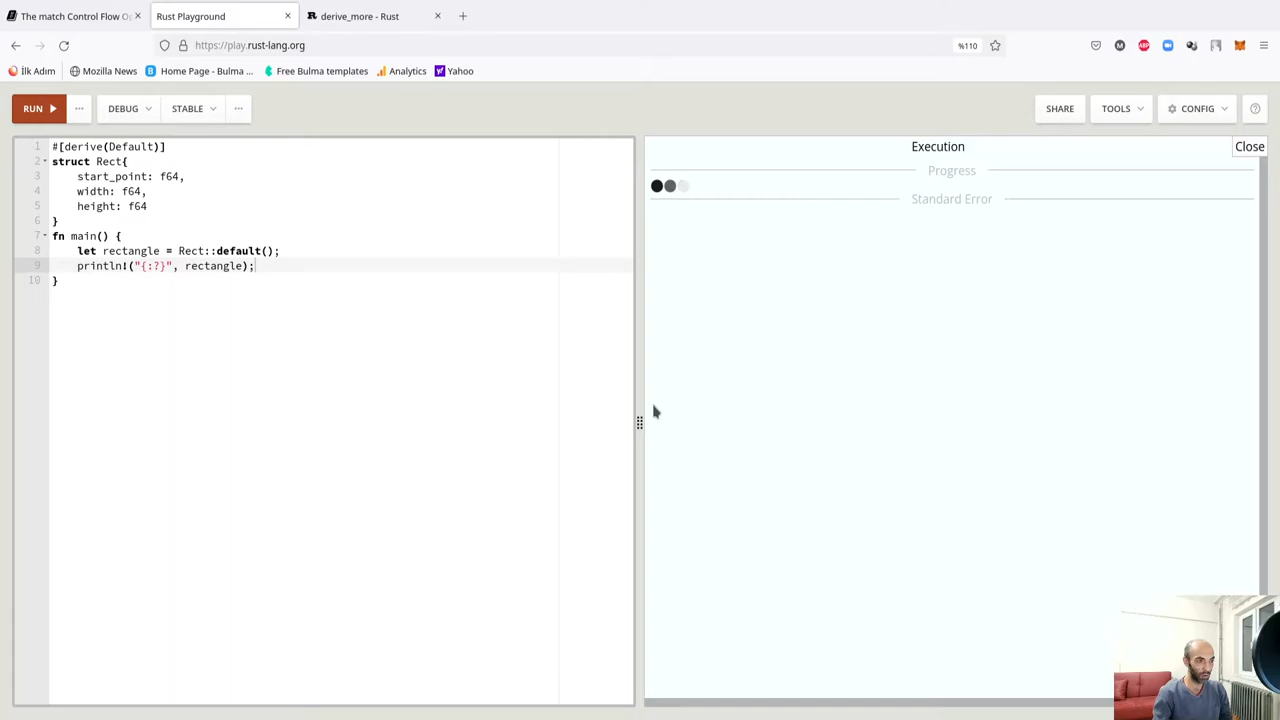 The match Control Flow Op
Rust Playground
derive_more - Rust
https://play.rust-lang.org
%110
İlk Adım
Mozilla News
Home Page - Bulma ...
Free Bulma templates
Analytics
Yahoo
RUN
DEBUG
STABLE
SHARE
TOOLS
CONFIG
1 #[derive(Default)]
2 struct Rect{
3 start_point: f64,
4 width: f64,
5 height: f64
6 }
7 fn main() {
8 let rectangle = Rect::default();
9 println!("{:?}", rectangle);
10 }
Execution
Close
Progress
Standard Error